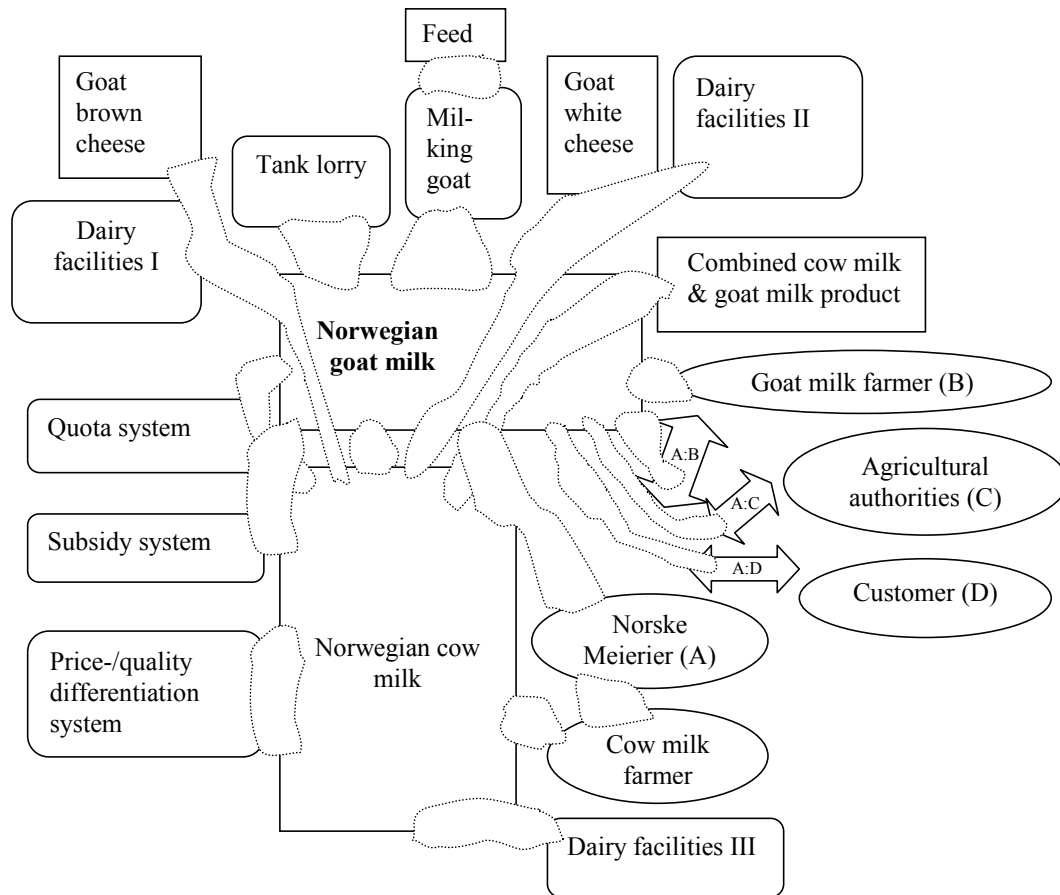 Feed
Goat
brown
cheese
Tank lorry
Mil-
king
goat
Goat
white
cheese
Dairy
facilities II
Dairy
facilities I
Combined cow milk
& goat milk product
Norwegian
goat milk
Goat milk farmer (B)
Quota system
A:B
Agricultural
authorities (C)
A:C
Subsidy system
A:D
Customer (D)
Norske
Meierier (A)
Norwegian cow
milk
Price-/quality
differentiation
system
Cow milk
farmer
Dairy facilities III